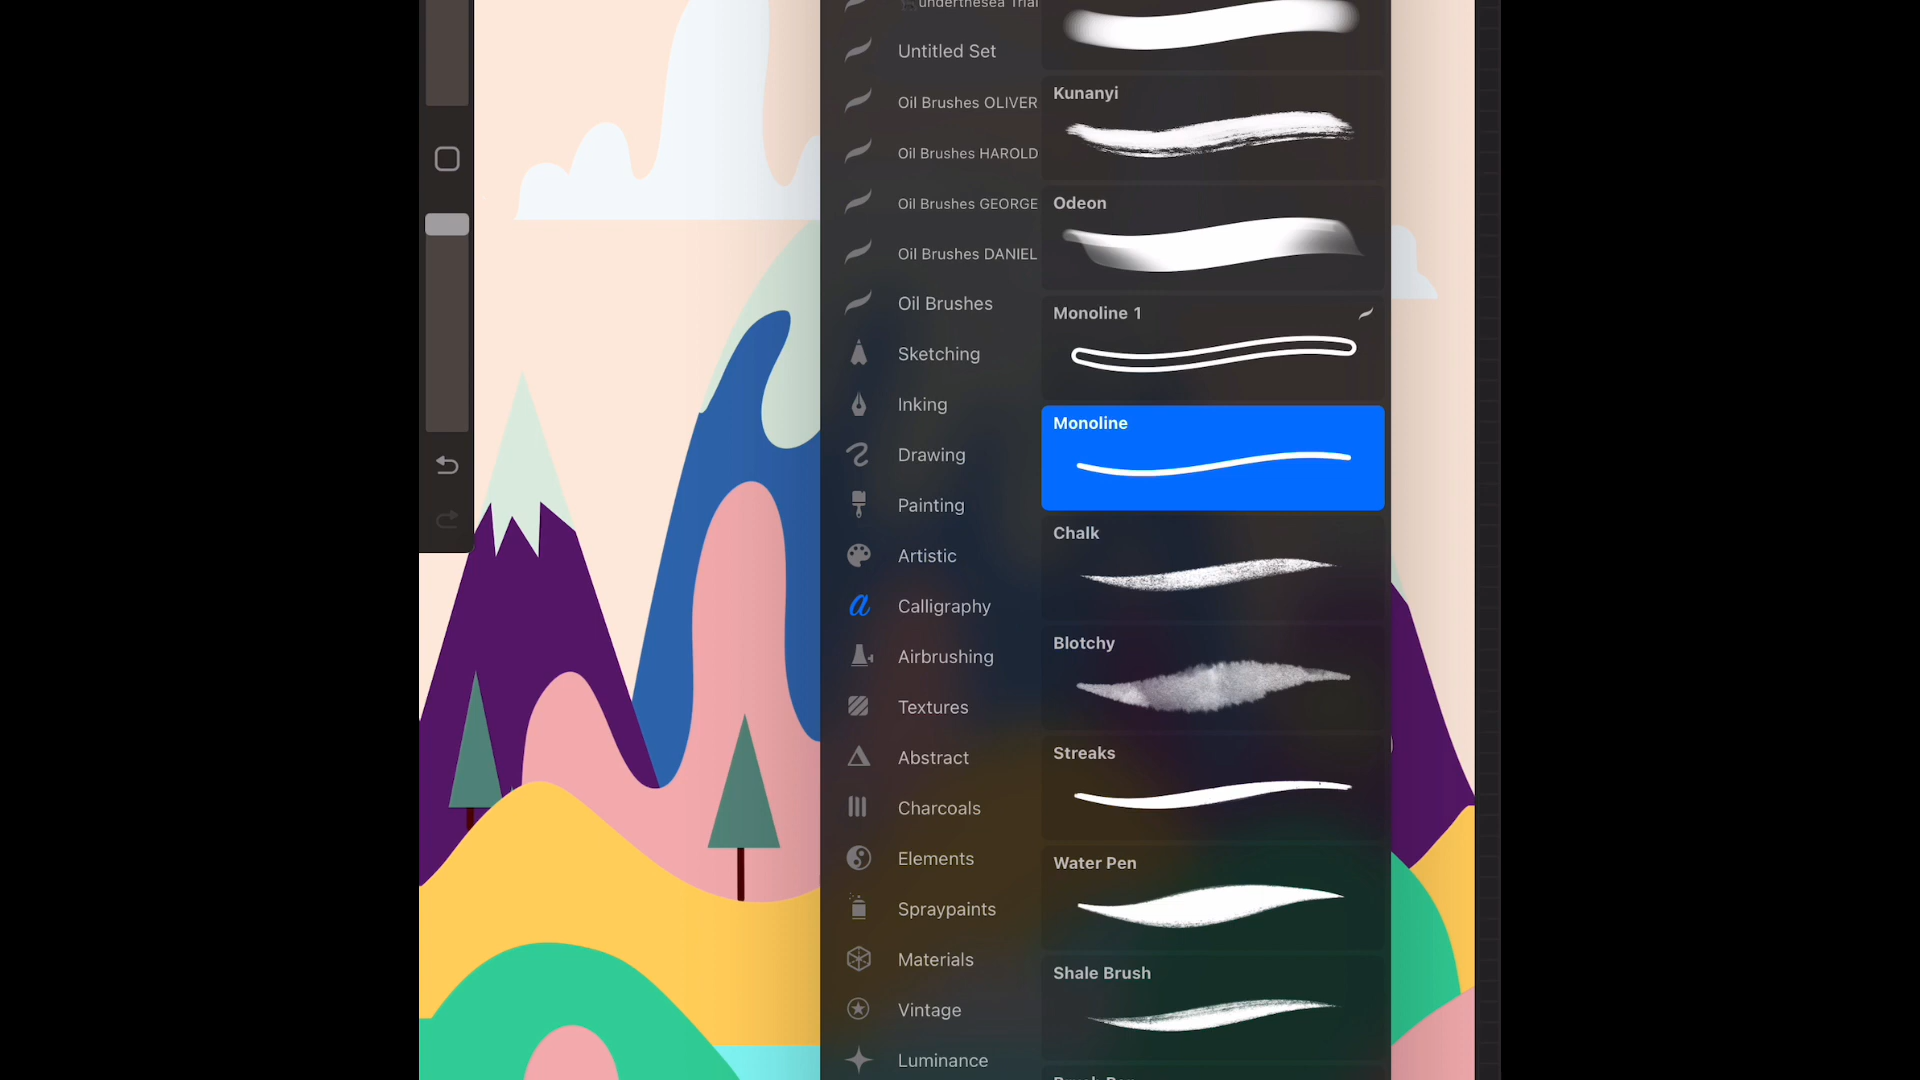 underthesea Trial
Untitled Set
Oil Brushes OLIVER
Oil Brushes HAROLD
Oil Brushes GEORGE
Oil Brushes DANIEL
Oil Brushes
Sketching
Inking
Drawing
Painting
Artistic
Calligraphy
Airbrushing
Textures
Abstract
Charcoals
Elements
Spraypaints
Materials
Vintage
Luminance
Kunanyi
Odeon
Monoline 1
Monoline
Chalk
Blotchy
Streaks
Water Pen
Shale Brush